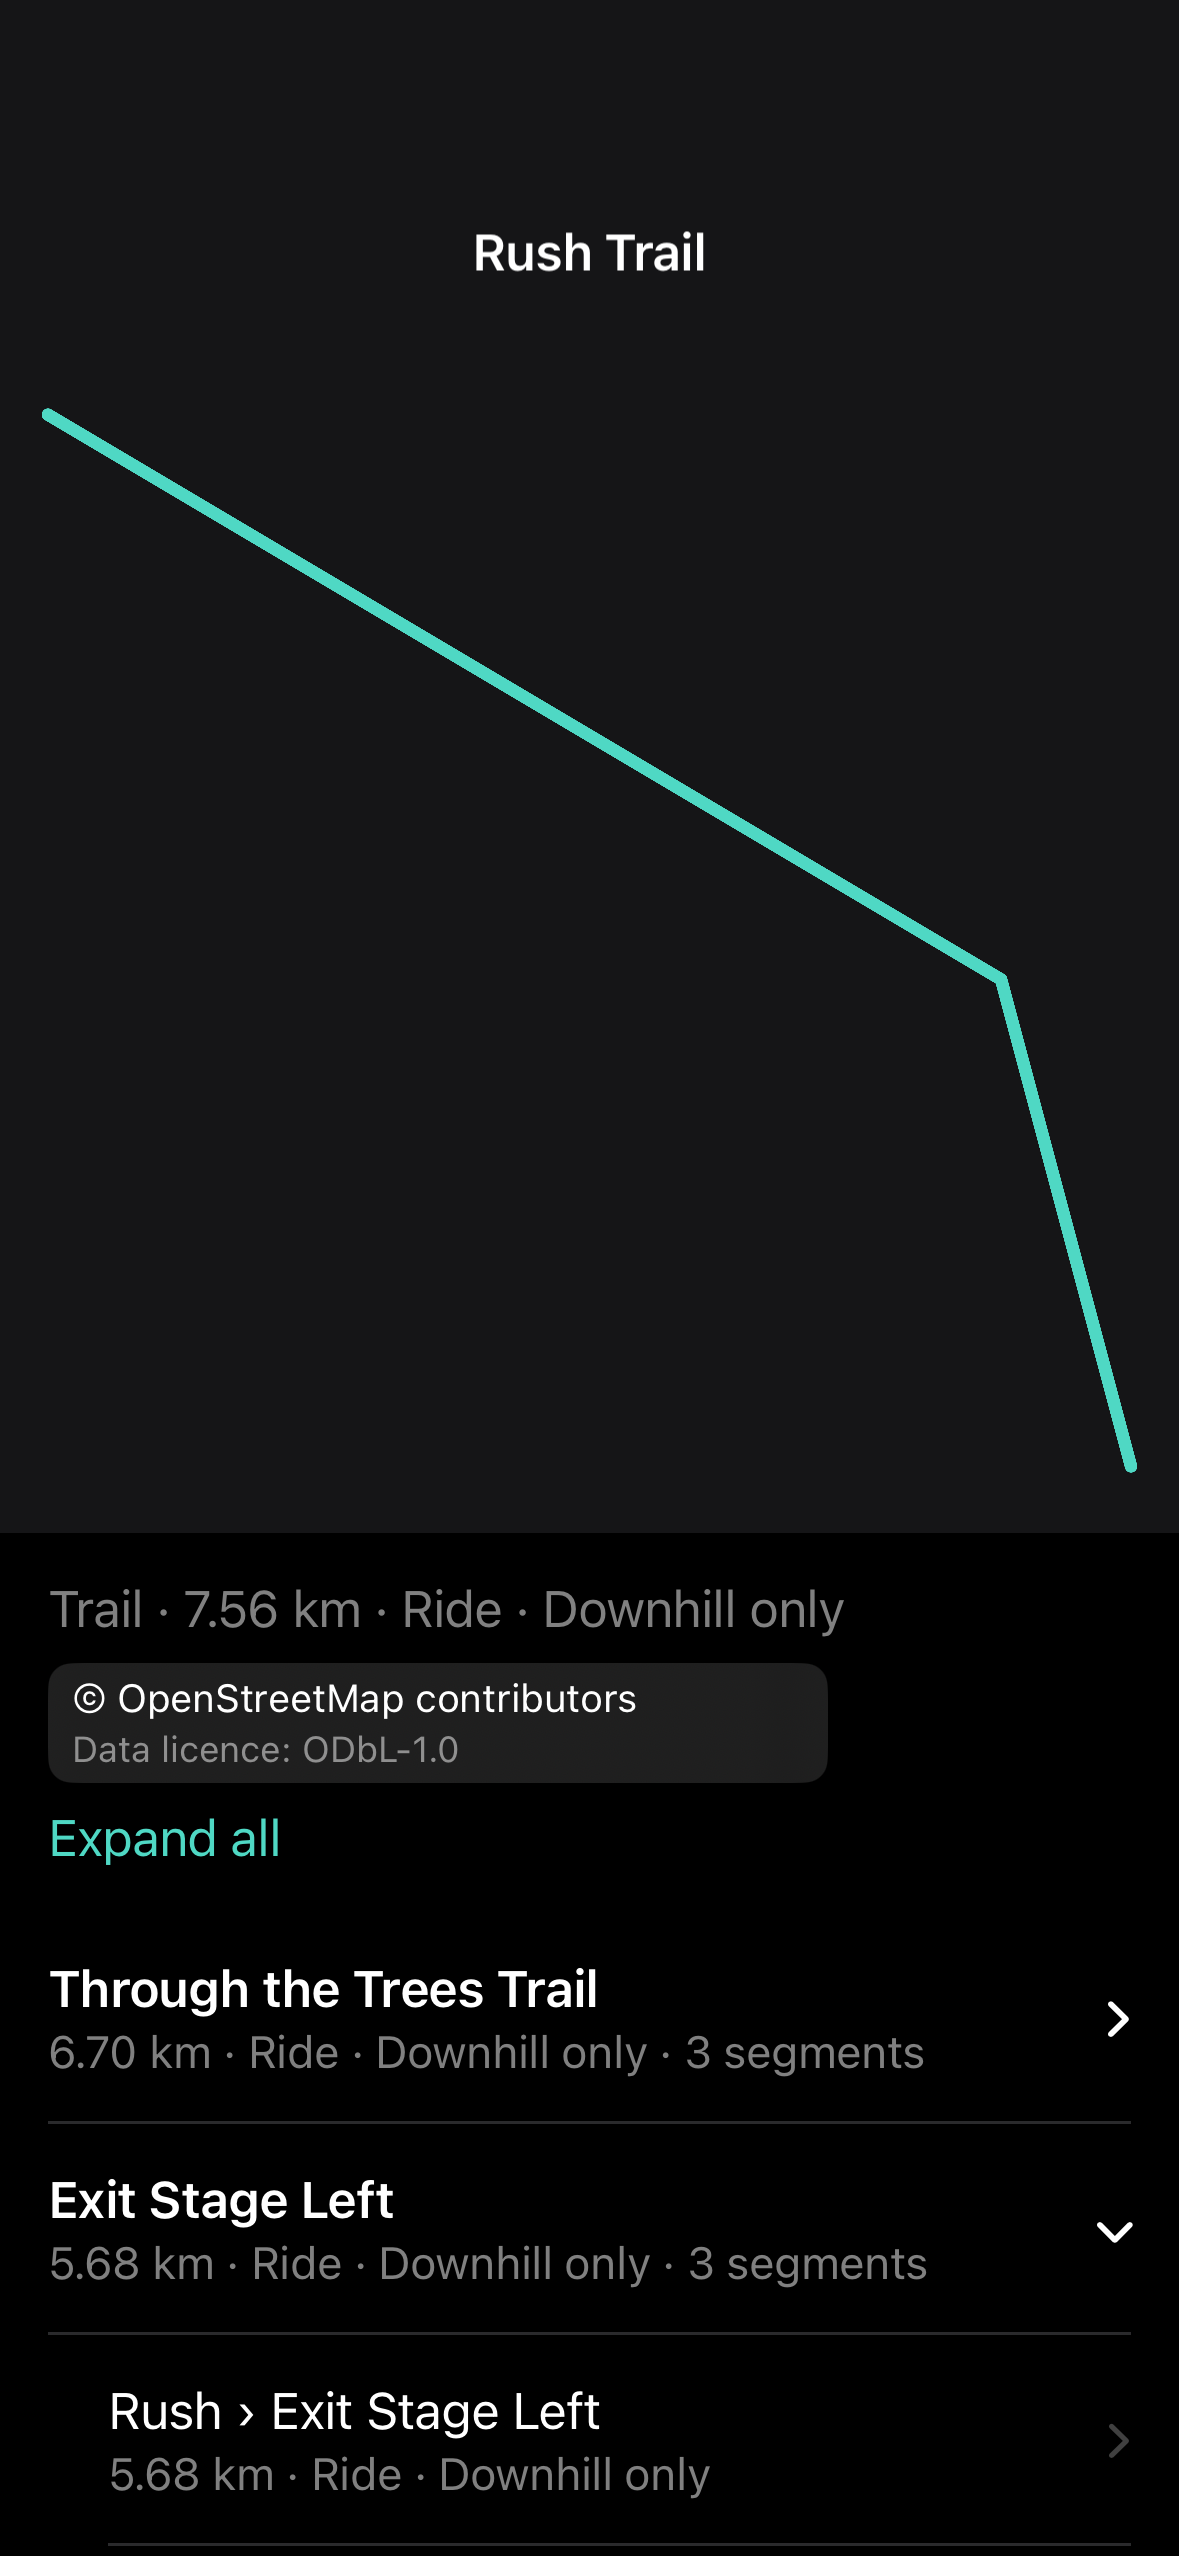 Rush Trail
Trail · 7.56 km · Ride · Downhill only
© OpenStreetMap contributors
Data licence: ODbL-1.0
Expand all
Through the Trees Trail
6.70 km · Ride · Downhill only · 3 segments
Exit Stage Left
5.68 km · Ride · Downhill only · 3 segments
Rush › Exit Stage Left
5.68 km · Ride · Downhill only